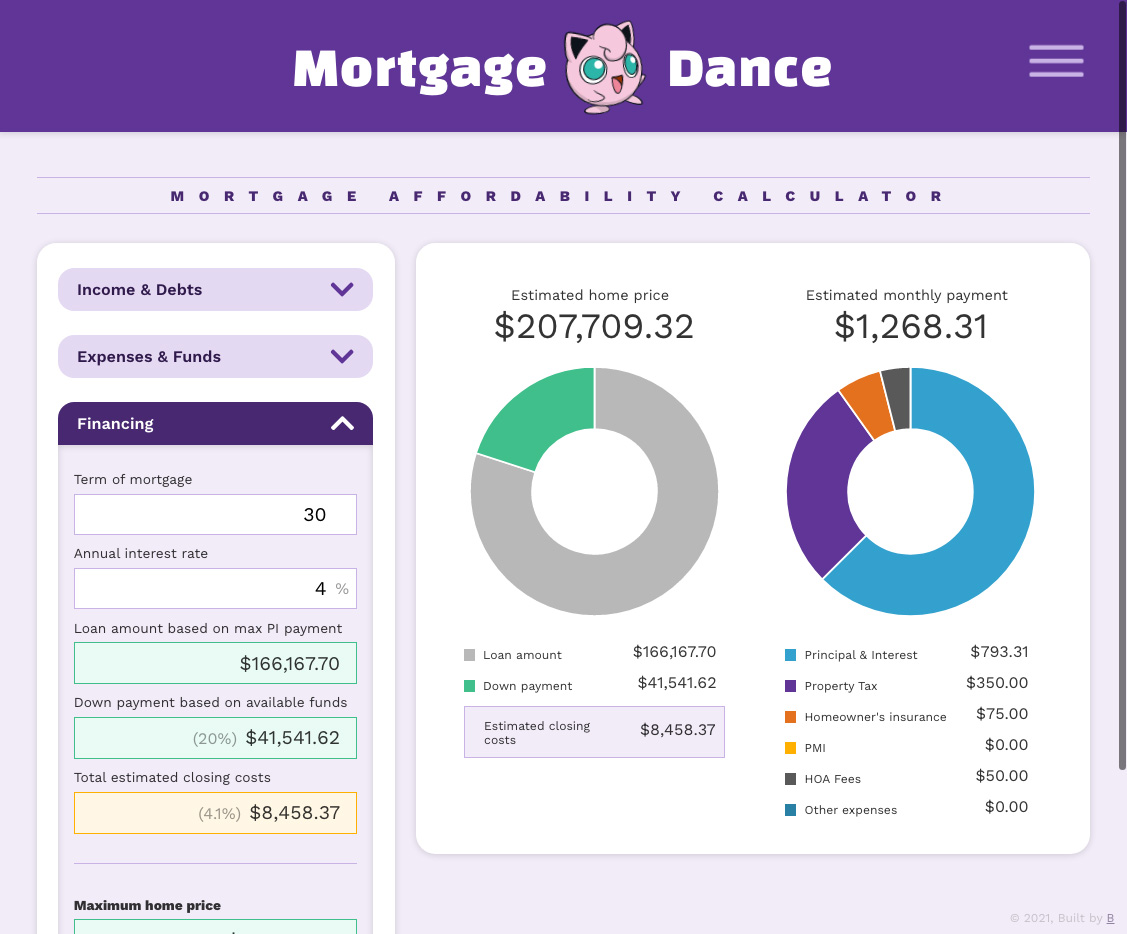 Mortgage Dance
MORTGAGE AFFORDABILITY CALCULATOR
Income & Debts
Expenses & Funds
Financing
Term of mortgage
30
Annual interest rate
4 %
Loan amount based on max PI payment
$166,167.70
Down payment based on available funds
(20%) $41,541.62
Total estimated closing costs
(4.1%) $8,458.37
Maximum home price
Estimated home price
$207,709.32
Loan amount $166,167.70
Down payment $41,541.62
Estimated closing
costs $8,458.37
Estimated monthly payment
$1,268.31
Principal & Interest $793.31
Property Tax $350.00
Homeowner's insurance $75.00
PMI $0.00
HOA Fees $50.00
Other expenses $0.00
© 2021, Built by B